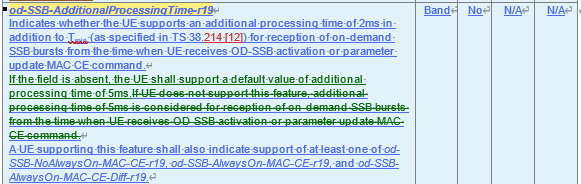 od-SSB-AdditionalProcessingTime-r19 Band No N/A N/A
Indicates whether the UE supports an additional processing time of 2ms in
addition to (as specified in TS 38.214 [12]) for reception of on-demand
SSB bursts from the time when UE receives OD-SSB activation or parameter
update MAC CE command.
If the field is absent, the UE shall support a default value of additional
processing time of 5ms.If UE does not support this feature, additional
processing time of 5ms is considered for reception of on-demand SSB bursts
from the time when UE receives OD-SSB activation or parameter update MAC
CE command.
A UE supporting this feature shall also indicate support of at least one of od-
SSB-NoAlwaysOn-MAC-CE-r19, od-SSB-AlwaysOn-MAC-CE-r19, and od-SSB-
AlwaysOn-MAC-CE-Diff-r19.